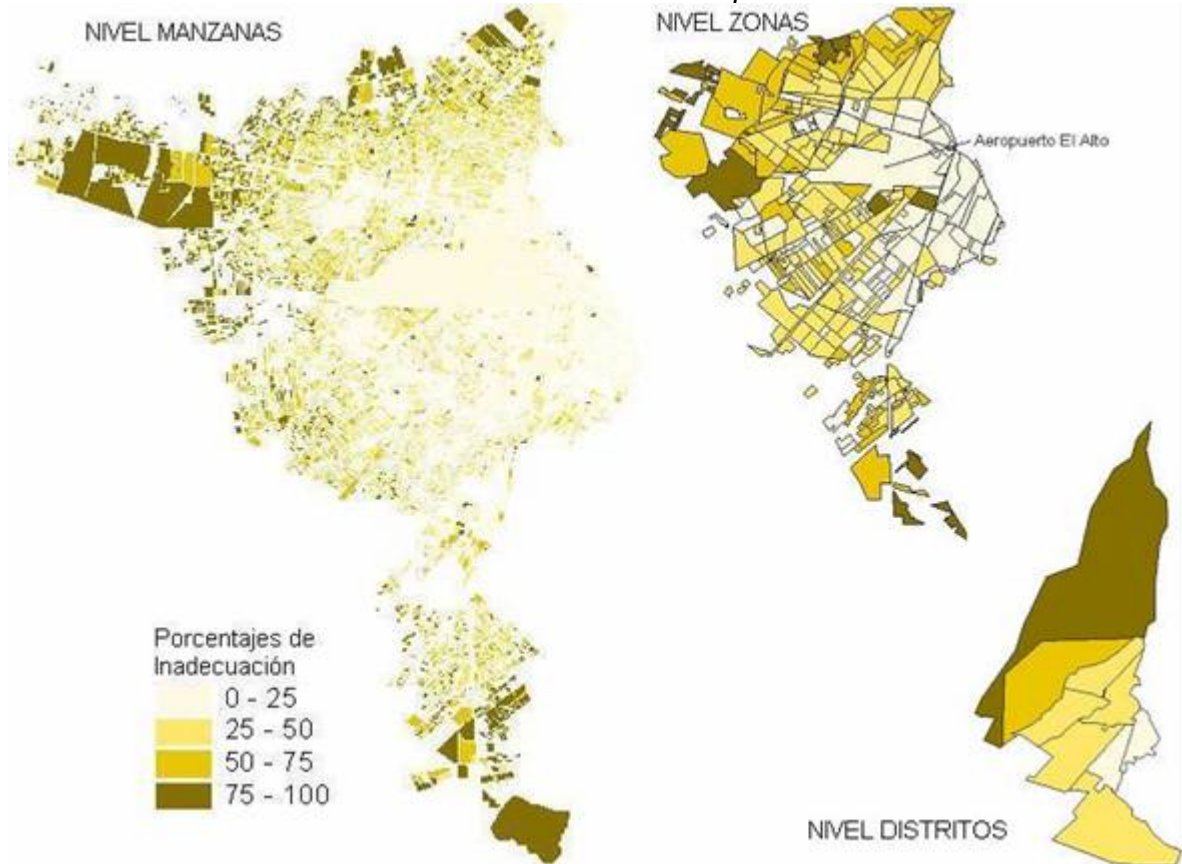 NIVEL MANZANAS
NIVEL ZONAS
Aeropuerto El Alto
Porcentajes de
Inadecuación
0 - 25
25 - 50
50 - 75
75 - 100
NIVEL DISTRITOS